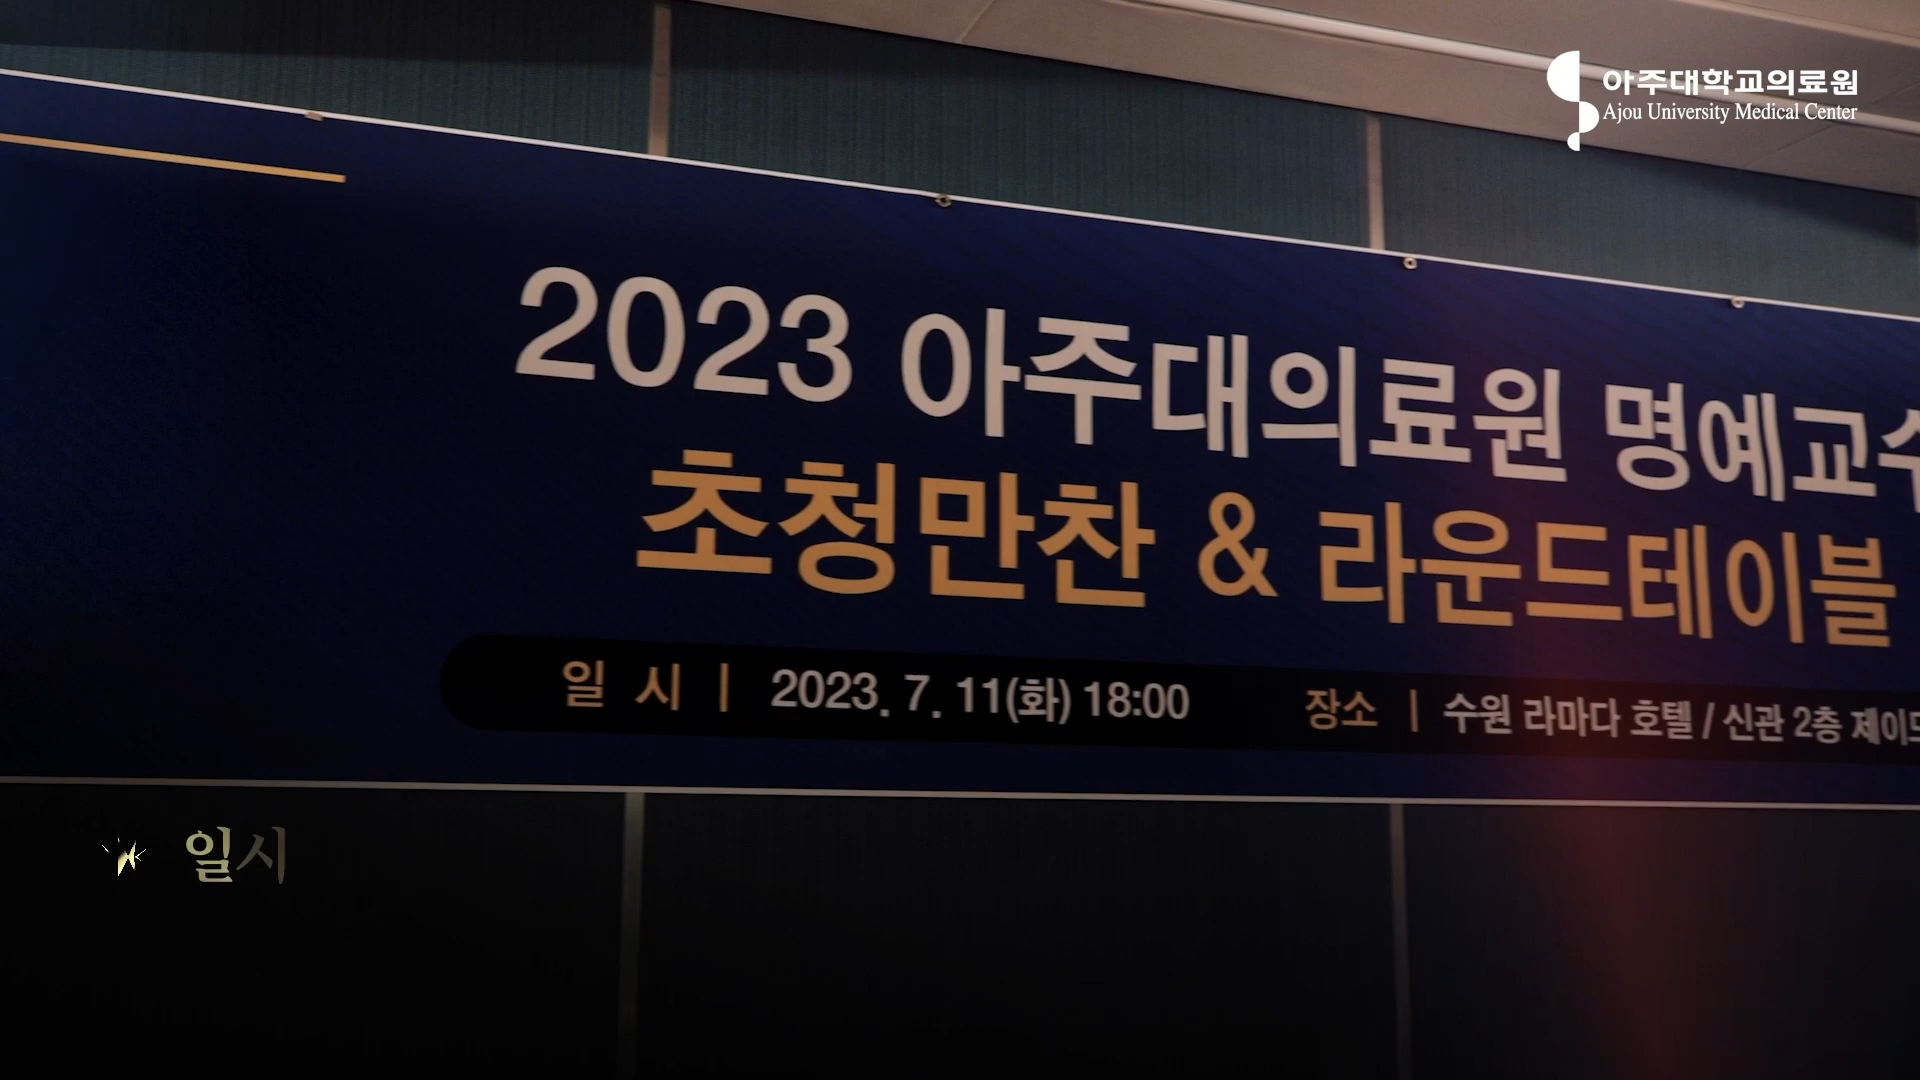 아주대학교의료원
Ajou University Medical Center
2023 아주대의료원 명예교수
초청만찬 & 라운드테이블
일 시 | 2023. 7. 11(화) 18:00 장소 | 수원 라마다 호텔 / 신관 2층
일시